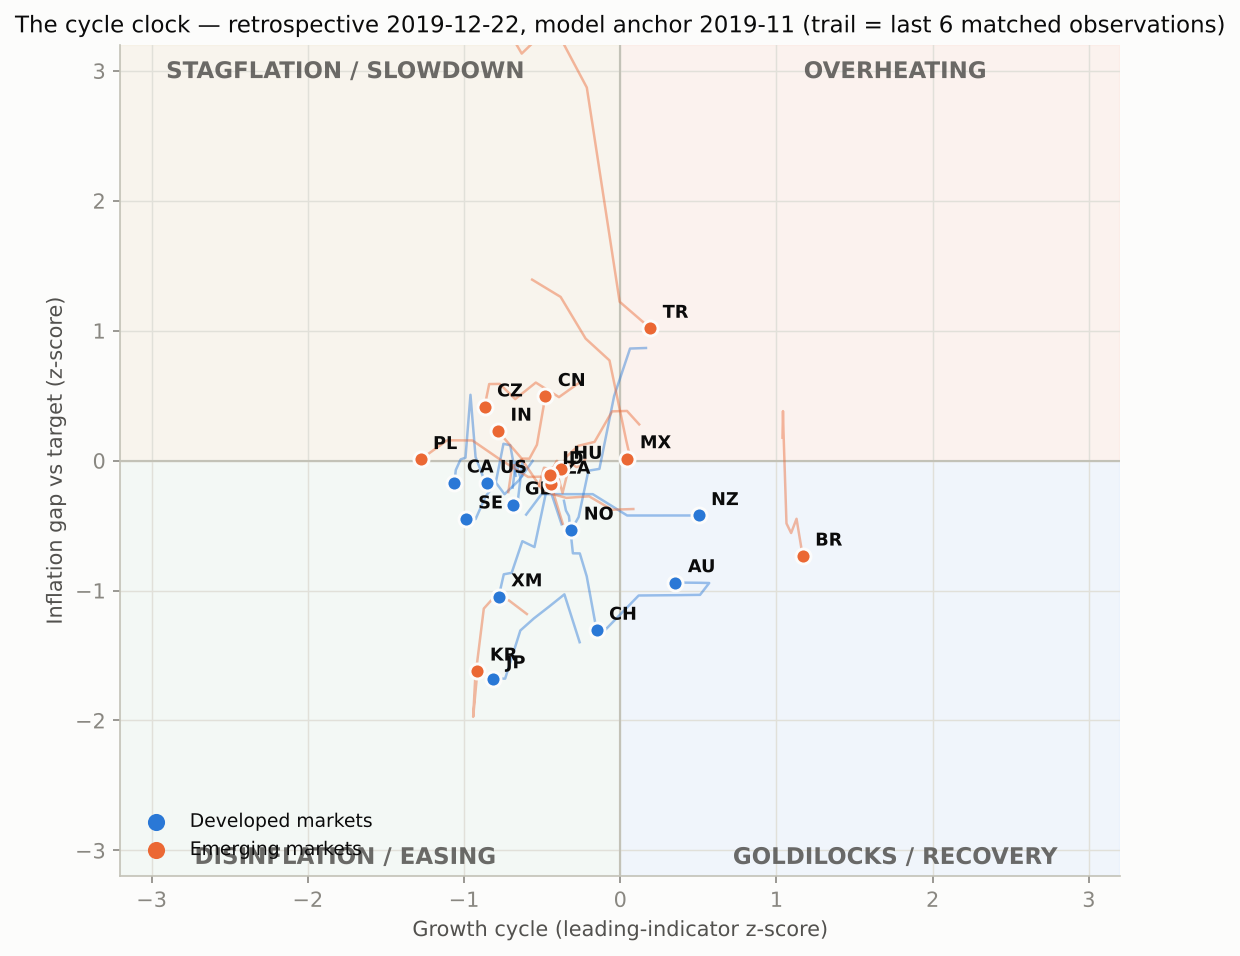 The cycle clock — retrospective 2019-12-22, model anchor 2019-11 (trail = last 6 matched observations)
STAGFLATION / SLOWDOWN
OVERHEATING
3
2
1
0
−1
−2
−3
Inflation gap vs target (z-score)
TR
CN
CZ
IN
PL
MX
HU
ID
ZA
CA
US
GB
SE
NO
NZ
BR
AU
XM
CH
KR
JP
Developed markets
Emerging markets
DISINFLATION / EASING
GOLDILOCKS / RECOVERY
−3
−2
−1
0
1
2
3
Growth cycle (leading-indicator z-score)